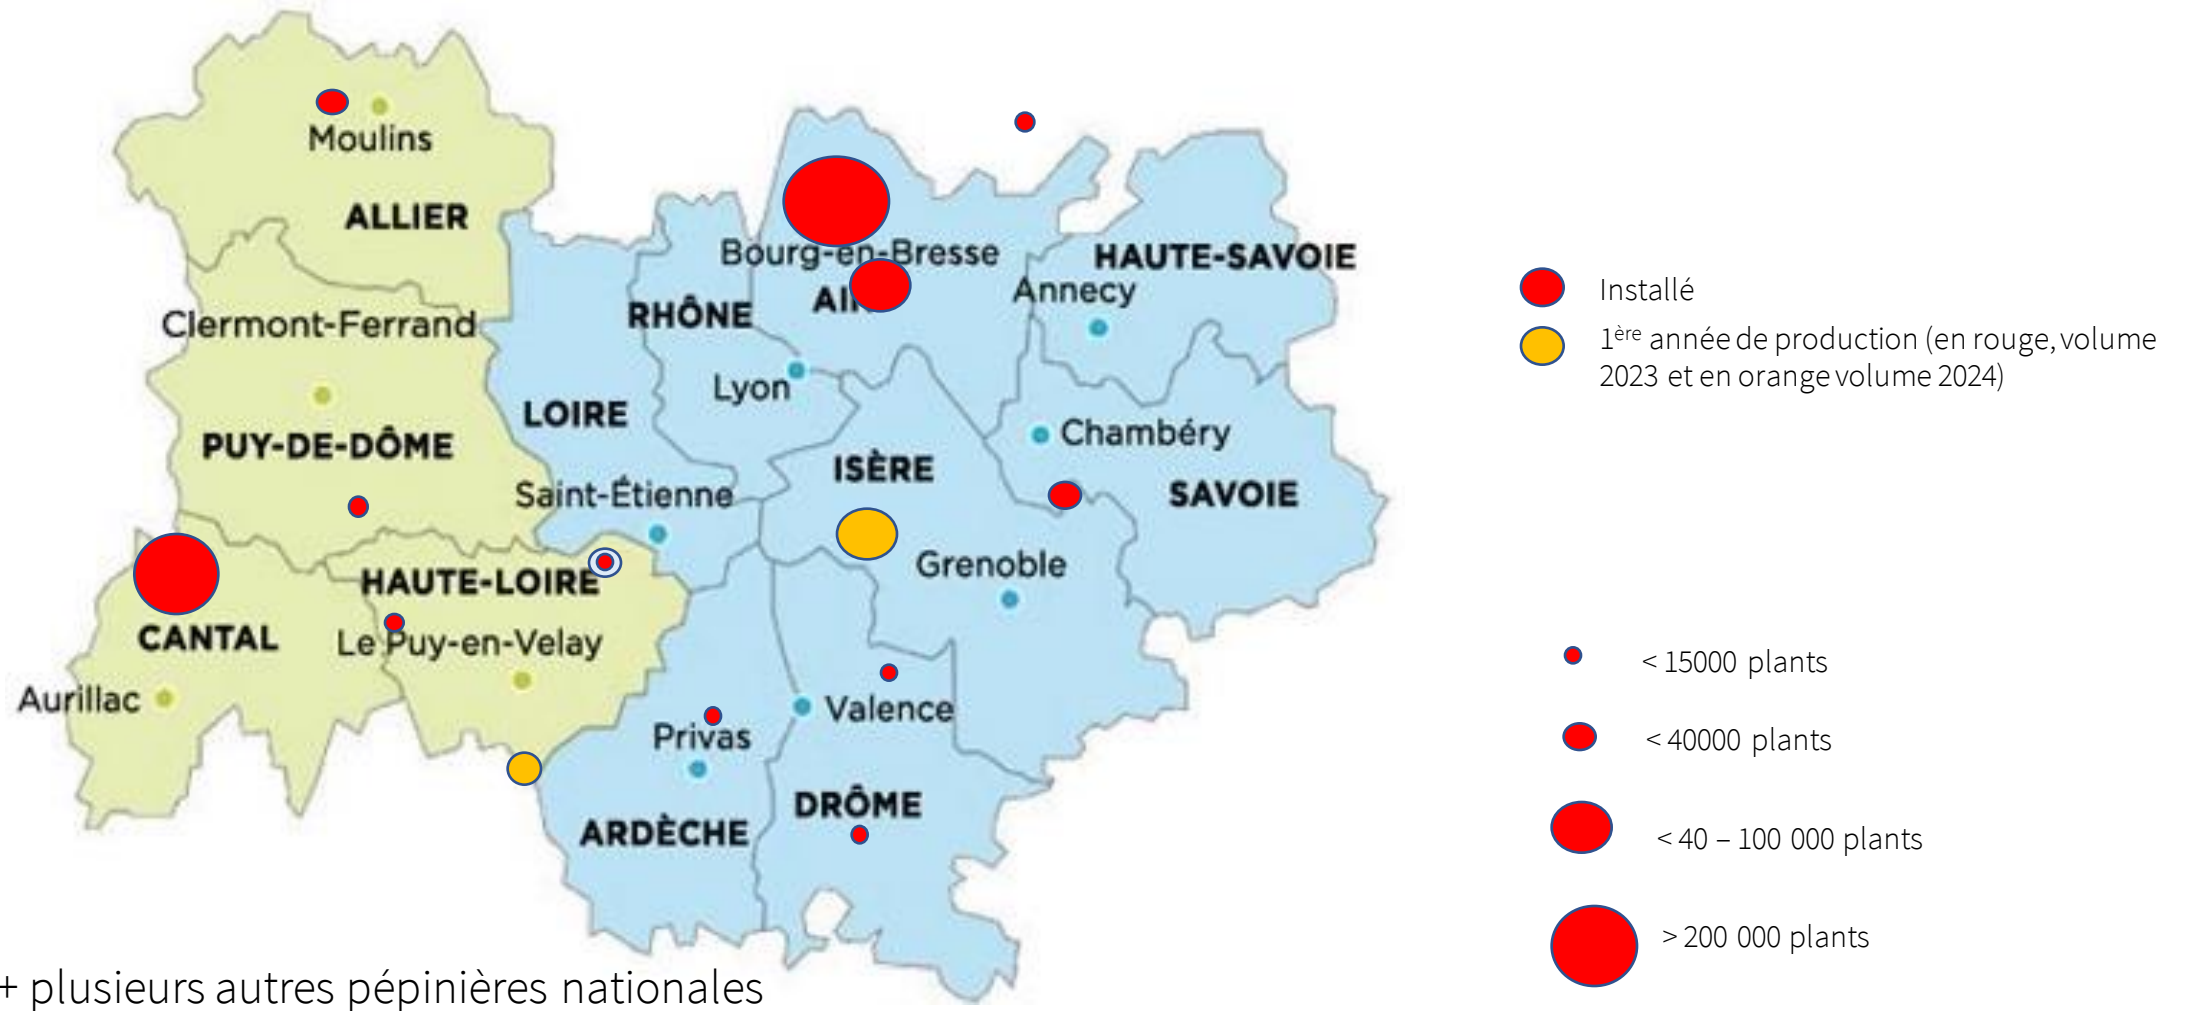 Moulins
ALLIER
Bourg-en-Bresse
HAUTE-SAVOIE
Annecy
RHÔNE
Clermont-Ferrand
Lyon
LOIRE
PUY-DE-DÔME
Chambéry
ISÈRE
SAVOIE
Saint-Étienne
Grenoble
HAUTE-LOIRE
CANTAL
Le Puy-en-Velay
Aurillac
Valence
Privas
DRÔME
ARDÈCHE
+ plusieurs autres pépinières nationales
Installé
1ère année de production (en rouge, volume
2023 et en orange volume 2024)
< 15000 plants
< 40000 plants
< 40 – 100 000 plants
> 200 000 plants